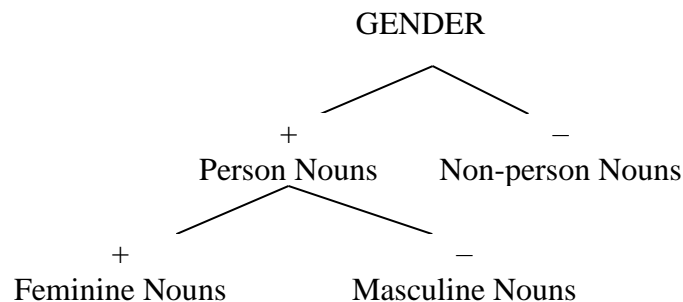 GENDER
+ –
Person Nouns Non-person Nouns
+ –
Feminine Nouns Masculine Nouns